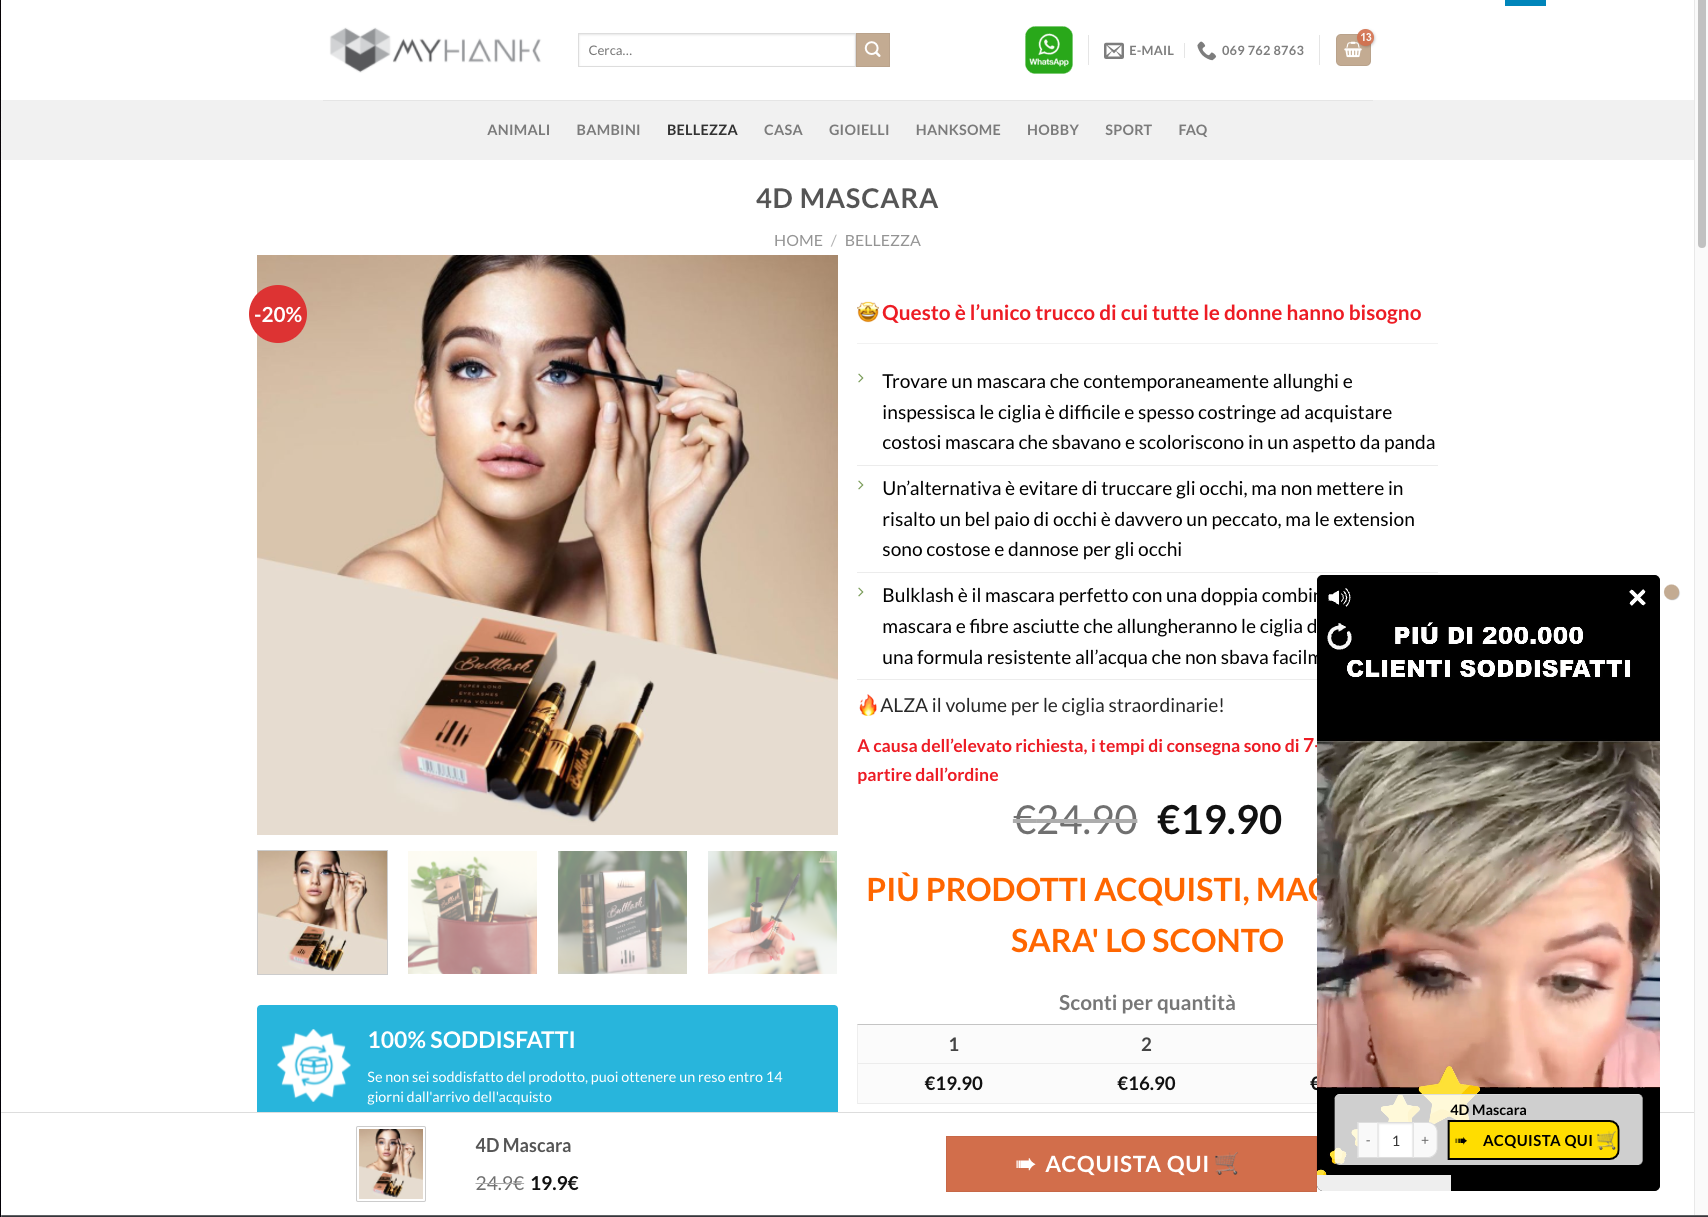 MYHANK
Cerca...
WhatsApp
E-MAIL
069 762 8763
13
ANIMALI BAMBINI BELLEZZA CASA GIOIELLI HANKSOME HOBBY SPORT FAQ
4D MASCARA
HOME / BELLEZZA
-20%
Bulklash
SUPER LONG
EYELASHES
EXTRA VOLUME
🤩 Questo è l’unico trucco di cui tutte le donne hanno bisogno
Trovare un mascara che contemporaneamente allunghi e
inspessisca le ciglia è difficile e spesso costringe ad acquistare
costosi mascara che sbavano e scoloriscono in un aspetto da panda
Un’alternativa è evitare di truccare gli occhi, ma non mettere in
risalto un bel paio di occhi è davvero un peccato, ma le extension
sono costose e dannose per gli occhi
Bulklash è il mascara perfetto con una doppia combi
mascara e fibre asciutte che allungheranno le ciglia d
una formula resistente all’acqua che non sbava facil
🔥ALZA il volume per le ciglia straordinarie!
A causa dell’elevato richiesta, i tempi di consegna sono di 7-
partire dall’ordine
€24.90 €19.90
PIÙ PRODOTTI ACQUISTI, MAG
SARA' LO SCONTO
Sconti per quantità
1 2
€19.90 €16.90 €
100% SODDISFATTI
Se non sei soddisfatto del prodotto, puoi ottenere un reso entro 14
giorni dall'arrivo dell'acquisto
4D Mascara
24.9€ 19.9€
➠ ACQUISTA QUI 🛒
PIÚ DI 200.000
CLIENTI SODDISFATTI
4D Mascara
- 1 +
➠ ACQUISTA QUI 🛒